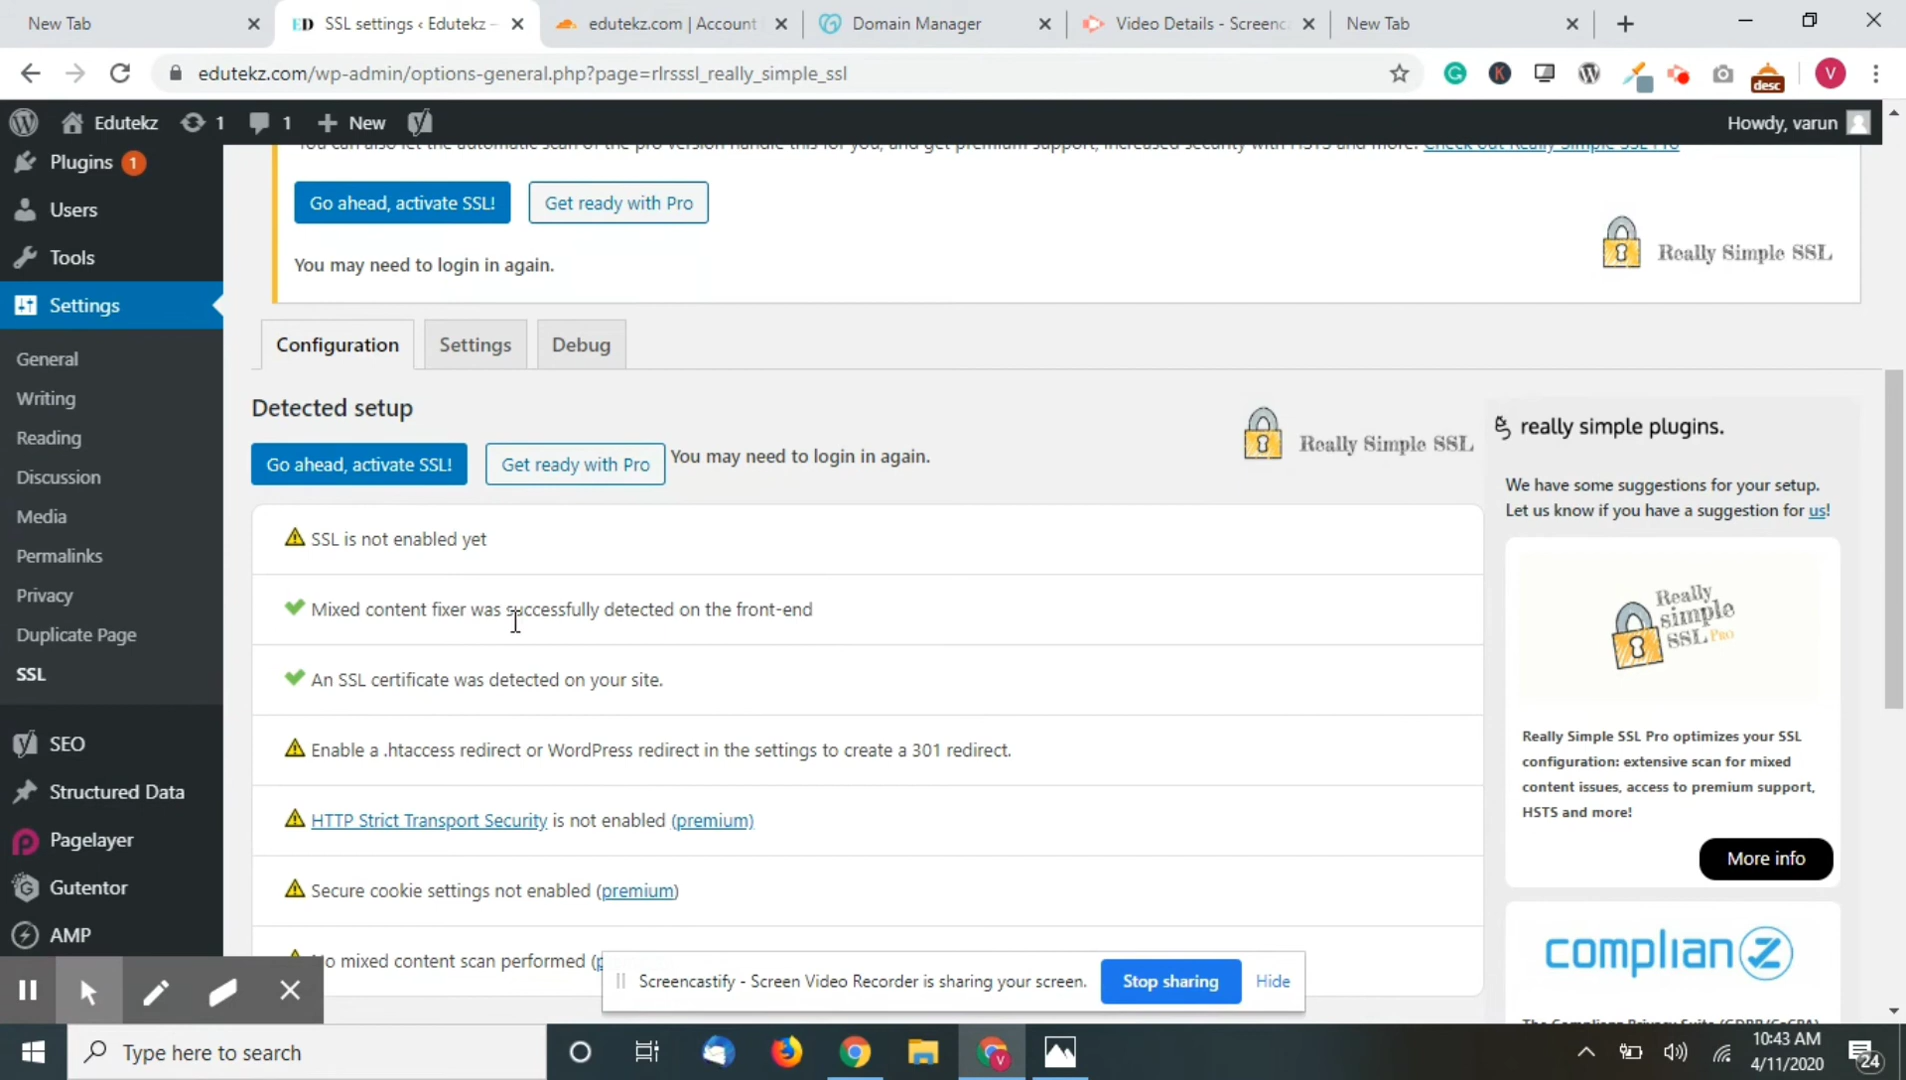 New Tab
SSL settings ‹ Edutekz –
edutekz.com | Account
Domain Manager
Video Details - Screenc
New Tab
edutekz.com/wp-admin/options-general.php?page=rlrsssl_really_simple_ssl
desc
V
Edutekz
1
1
New
Howdy, varun
You can also let the automatic scan of the pro version handle this for you, and get premium support, increased security with HSTS and more. Check out Really Simple SSL Pro
Go ahead, activate SSL!
Get ready with Pro
You may need to login in again.
Really Simple SSL
Plugins 1
Users
Tools
Settings
General
Writing
Reading
Discussion
Media
Permalinks
Privacy
Duplicate Page
SSL
SEO
Structured Data
Pagelayer
Gutentor
AMP
Configuration
Settings
Debug
Detected setup
Go ahead, activate SSL!
Get ready with Pro
You may need to login in again.
Really Simple SSL
SSL is not enabled yet
Mixed content fixer was successfully detected on the front-end
An SSL certificate was detected on your site.
Enable a .htaccess redirect or WordPress redirect in the settings to create a 301 redirect.
HTTP Strict Transport Security is not enabled (premium)
Secure cookie settings not enabled (premium)
No mixed content scan performed (
really simple plugins.
We have some suggestions for your setup.
Let us know if you have a suggestion for us!
Really
simple
SSL PRO
Really Simple SSL Pro optimizes your SSL
configuration: extensive scan for mixed
content issues, access to premium support,
HSTS and more!
More info
complianZ
The Complianz Privacy Suite (GDPR/CaCPA)
Screencastify - Screen Video Recorder is sharing your screen.
Stop sharing
Hide
Type here to search
V
10:43 AM
4/11/2020
24